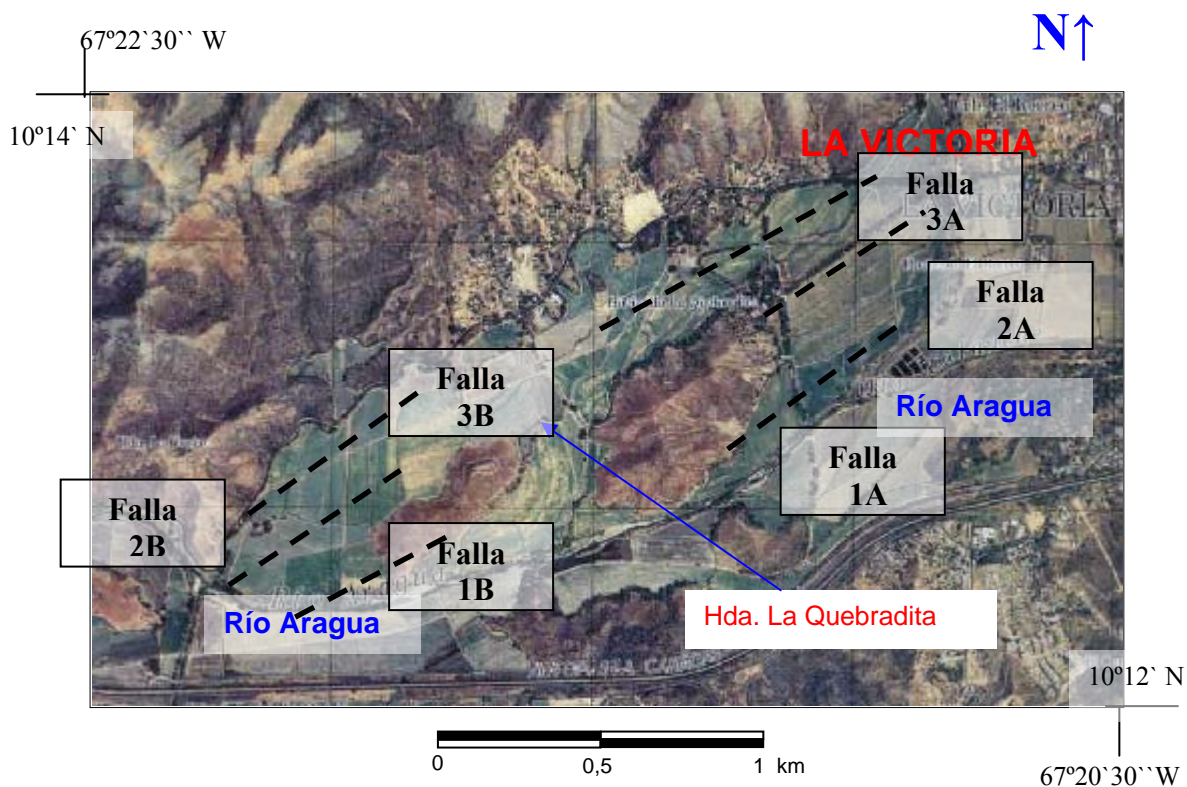 67º22`30`` W
N↑
10º14` N
LA VICTORIA
Falla
3A
Falla
2A
Río Aragua
Falla
3B
Falla
1A
Falla
2B
Falla
1B
Río Aragua
Hda. La Quebradita
10º12` N
0 0,5 1 km
67º20`30``W